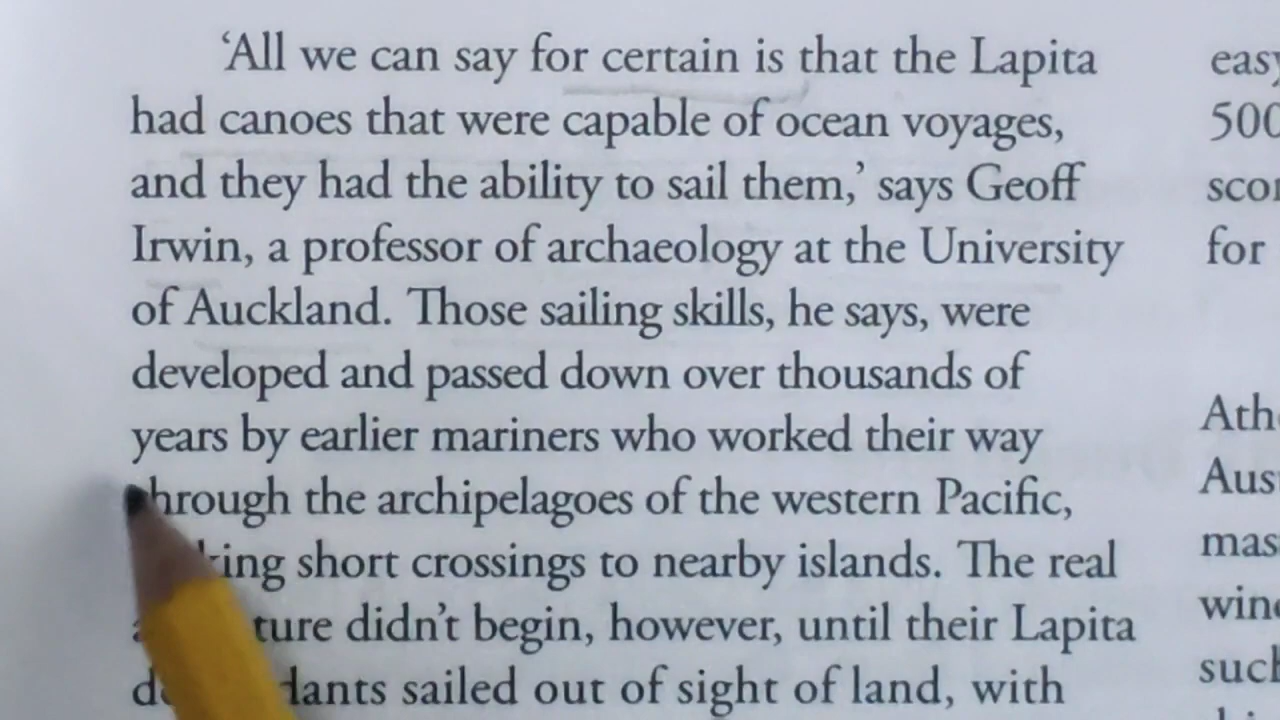 ‘All we can say for certain is that the Lapita
had canoes that were capable of ocean voyages,
and they had the ability to sail them,’ says Geoff
Irwin, a professor of archaeology at the University
of Auckland. Those sailing skills, he says, were
developed and passed down over thousands of
years by earlier mariners who worked their way
through the archipelagoes of the western Pacific,
short crossings to nearby islands. The real
didn’t begin, however, until their Lapita
sailed out of sight of land, with
500
for